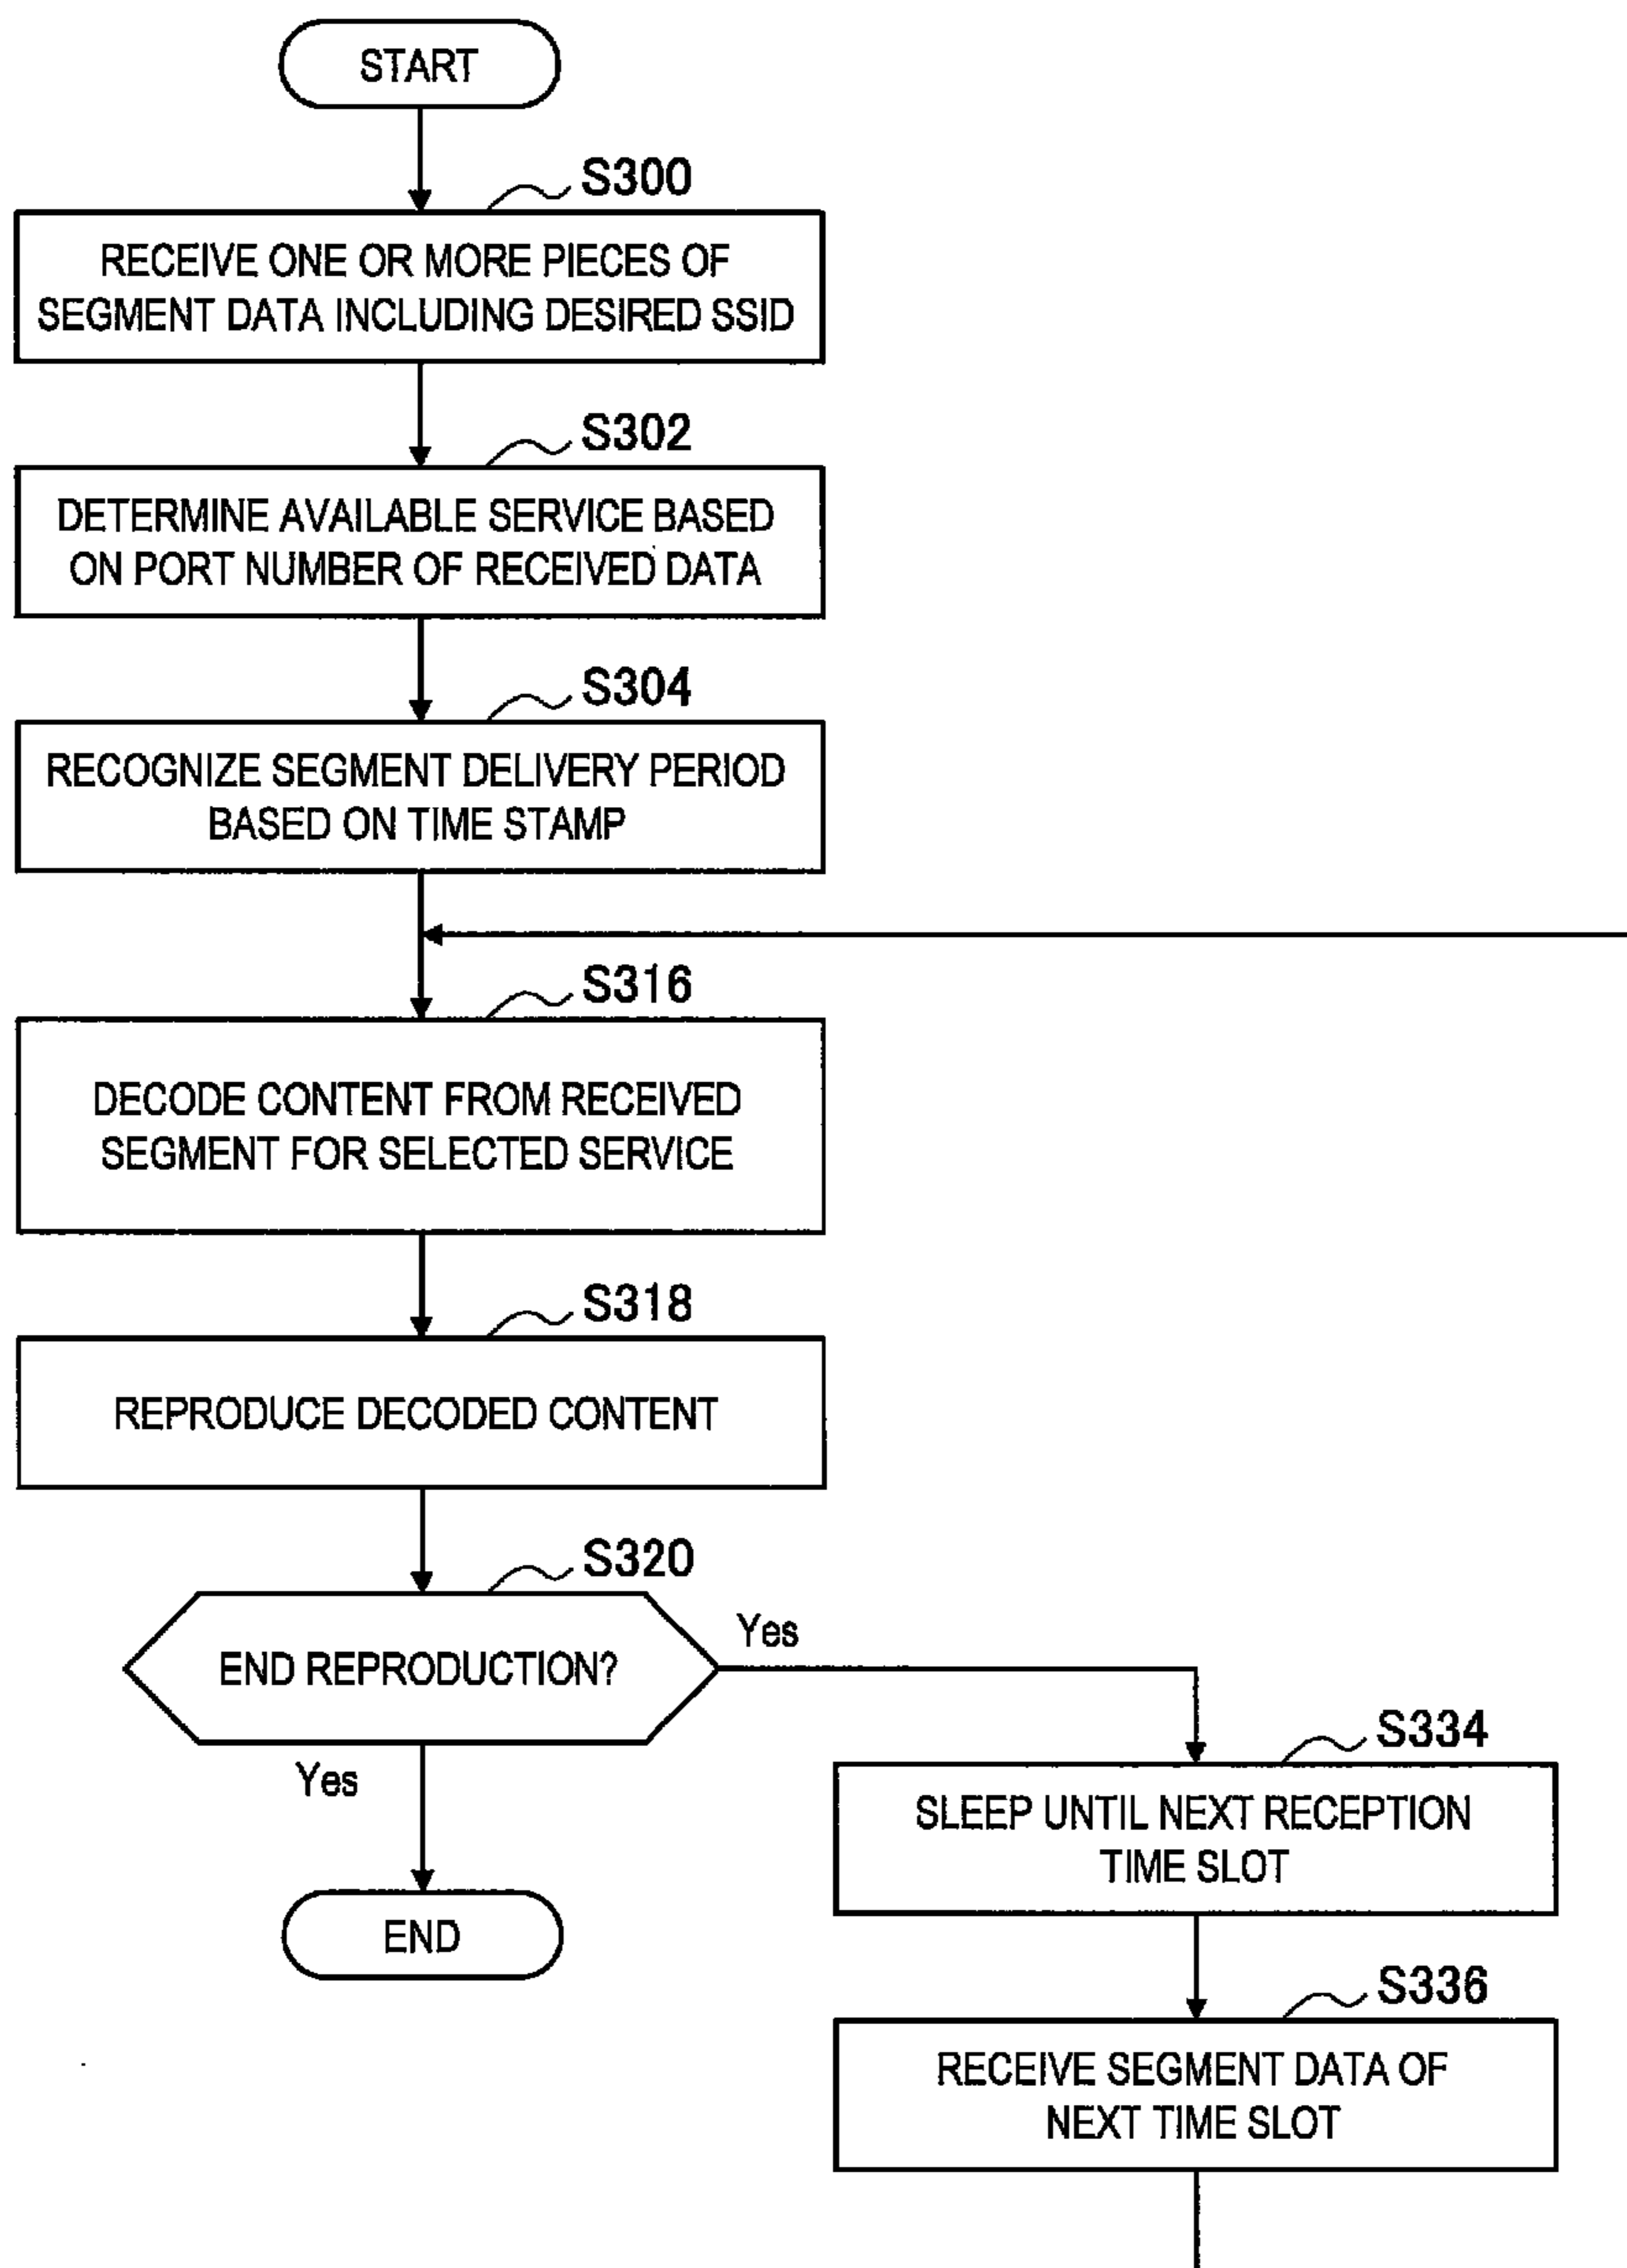 START
S300
RECEIVE ONE OR MORE PIECES OF
SEGMENT DATA INCLUDING DESIRED SSID
S302
DETERMINE AVAILABLE SERVICE BASED
ON PORT NUMBER OF RECEIVED DATA
S304
RECOGNIZE SEGMENT DELIVERY PERIOD
BASED ON TIME STAMP
S316
DECODE CONTENT FROM RECEIVED
SEGMENT FOR SELECTED SERVICE
S318
REPRODUCE DECODED CONTENT
S320
END REPRODUCTION?
Yes
Yes
END
S334
SLEEP UNTIL NEXT RECEPTION
TIME SLOT
S336
RECEIVE SEGMENT DATA OF
NEXT TIME SLOT